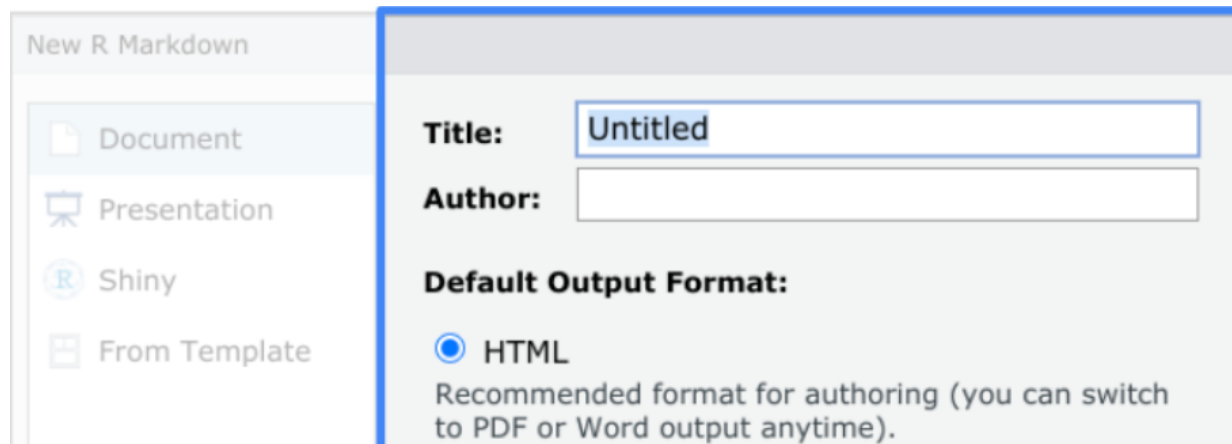 New R Markdown
Document
Presentation
R Shiny
From Template
Title: Untitled
Author:
Default Output Format:
HTML
Recommended format for authoring (you can switch
to PDF or Word output anytime).